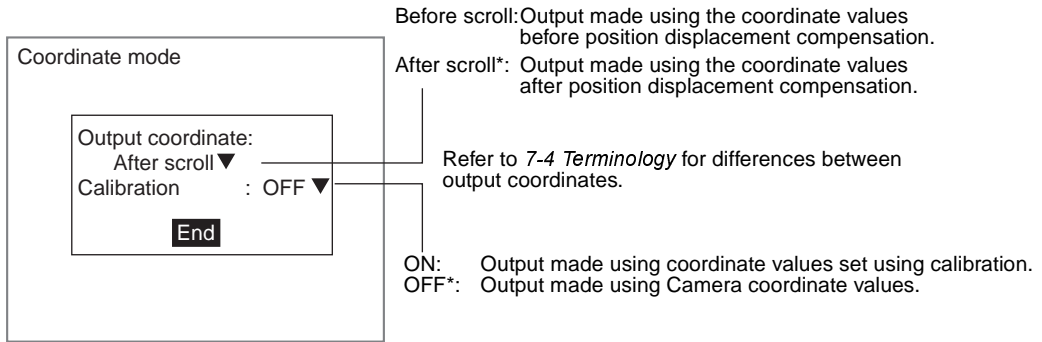 Before scroll:Output made using the coordinate values
before position displacement compensation.
After scroll*: Output made using the coordinate values
after position displacement compensation.
Coordinate mode
Output coordinate:
After scroll▼
Calibration : OFF ▼
End
Refer to 7-4 Terminology for differences between
output coordinates.
ON: Output made using coordinate values set using calibration.
OFF*: Output made using Camera coordinate values.